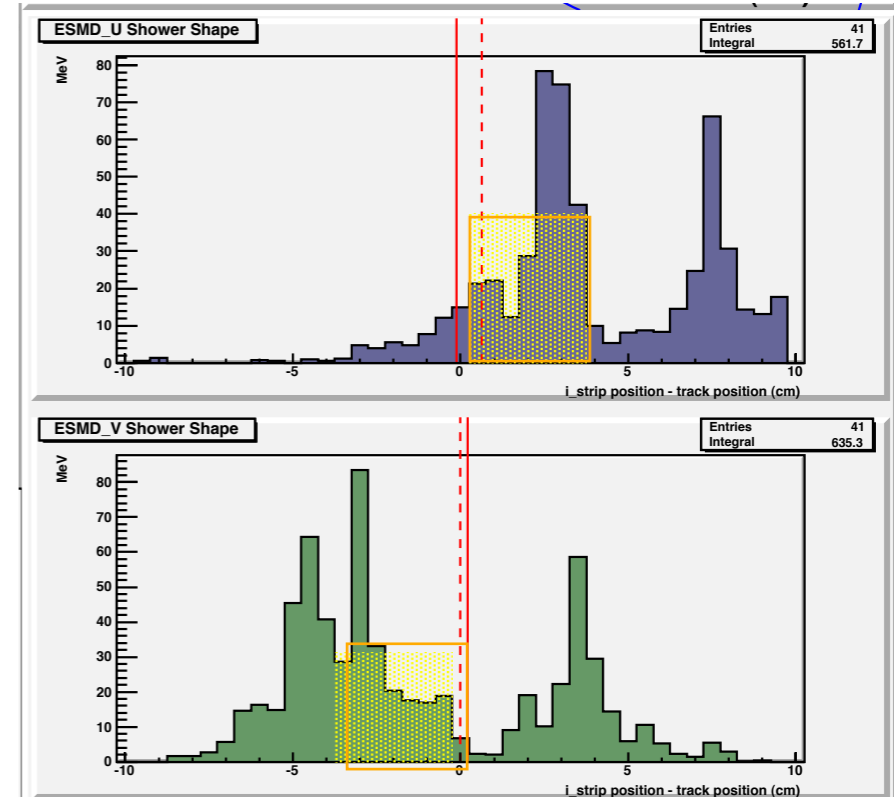 ESMD_U Shower Shape
Entries 41
Integral 561.7
MeV
80
70
60
50
40
30
20
10
0
-10 -5 0 5 10
i_strip position - track position (cm)
ESMD_V Shower Shape
Entries 41
Integral 635.3
MeV
80
70
60
50
40
30
20
10
0
-10 -5 0 5 10
i_strip position - track position (cm)